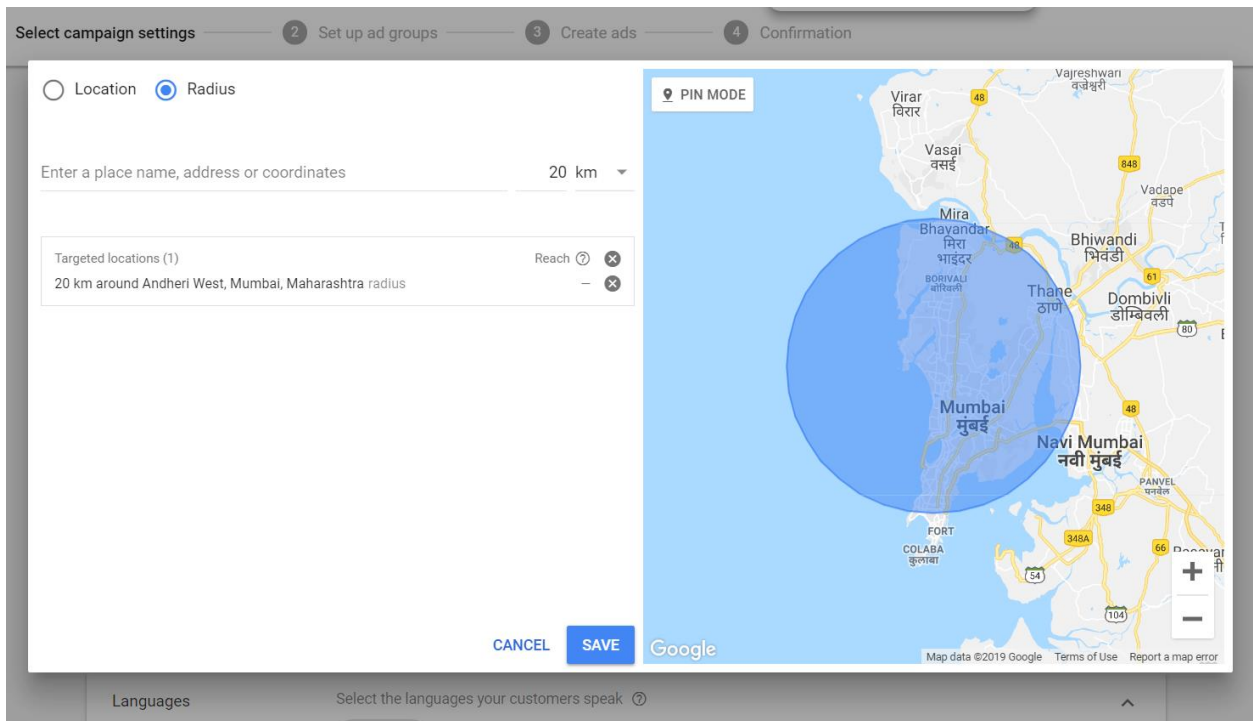 Select campaign settings
2 Set up ad groups
3 Create ads
4 Confirmation
Location
Radius
Enter a place name, address or coordinates
20 km
Targeted locations (1)
Reach
20 km around Andheri West, Mumbai, Maharashtra radius
–
CANCEL
SAVE
PIN MODE
Vajreshwari
वज्रेश्वरी
Virar
विरार
48
Vasai
वसई
848
Vadape
वडपे
Mira
Bhayandar
मिरा
भाइंदर
48
Bhiwandi
भिवंडी
BORIVALI
बोरिवली
61
Thane
ठाणे
Dombivli
डोम्बिवली
80
Mumbai
मुंबई
48
Navi Mumbai
नवी मुंबई
PANVEL
पनवेल
348
FORT
348A
COLABA
कुलाबा
66
54
104
+
−
Google
Map data ©2019 Google
Terms of Use
Report a map error
Languages
Select the languages your customers speak